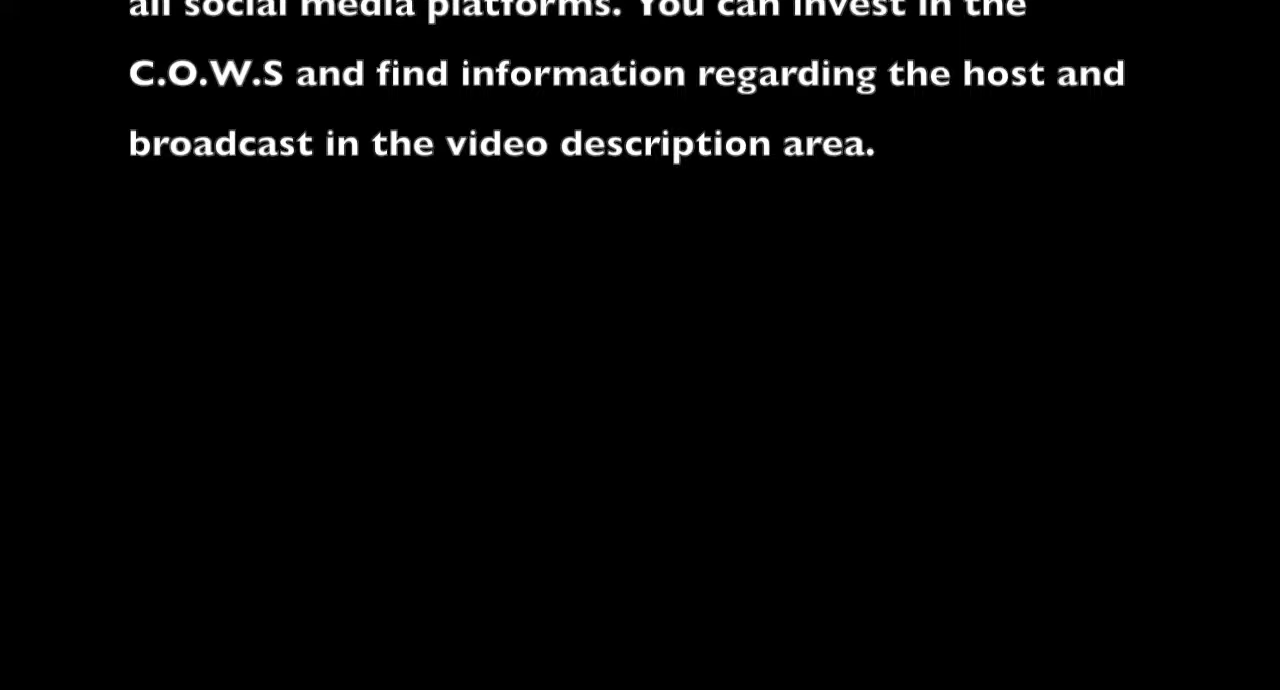 all social media platforms. You can invest in the
C.O.W.S and find information regarding the host and
broadcast in the video description area.